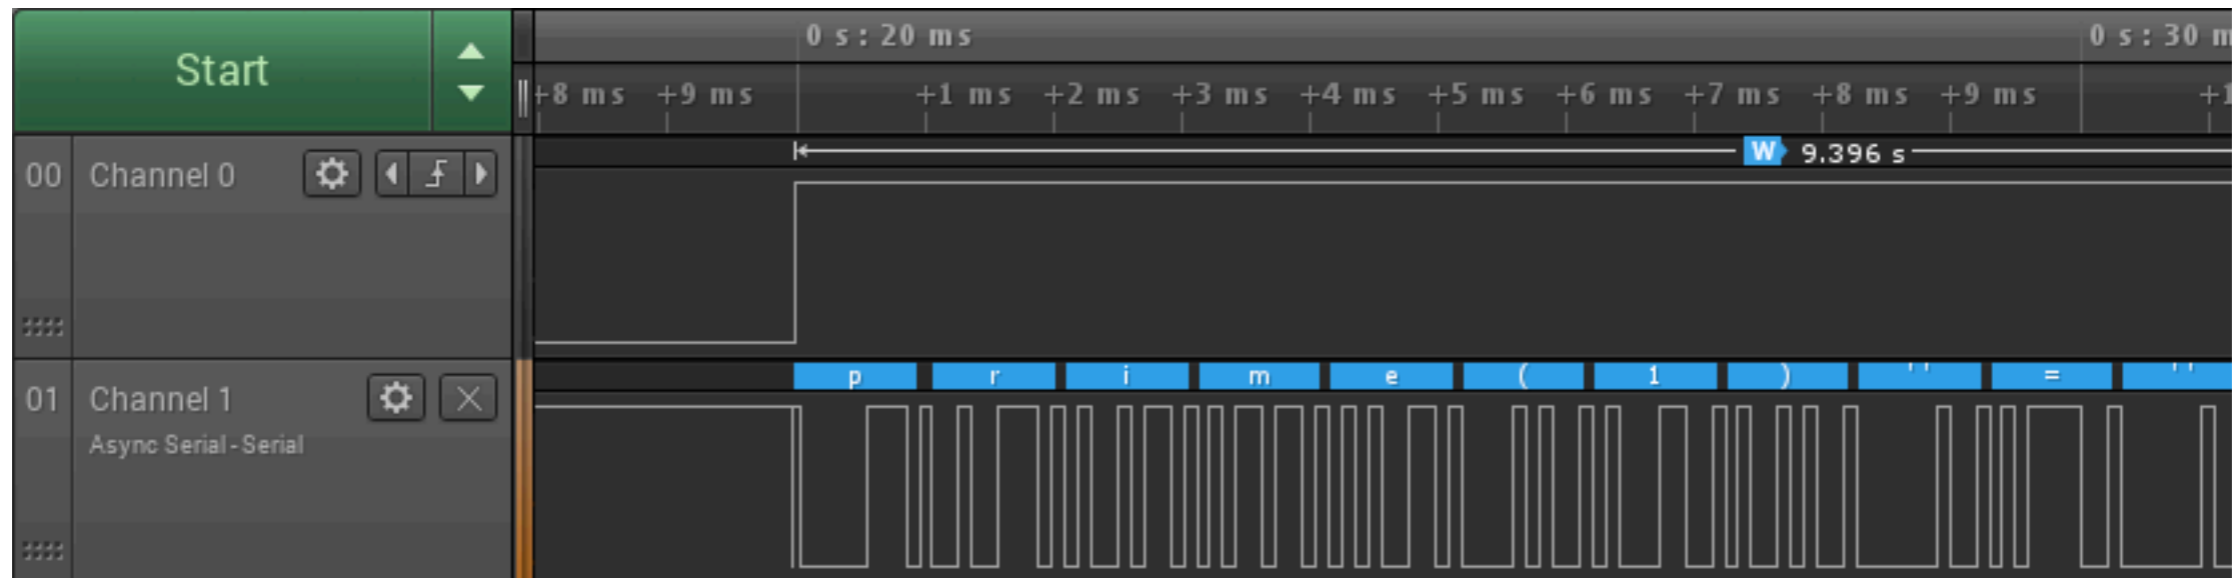 Start
0 s : 20 ms
0 s : 30 m
+8 ms +9 ms +1 ms +2 ms +3 ms +4 ms +5 ms +6 ms +7 ms +8 ms +9 ms +1
00 Channel 0
W 9.396 s
01 Channel 1
Async Serial - Serial
p r i m e ( 1 ) ' ' = ' '